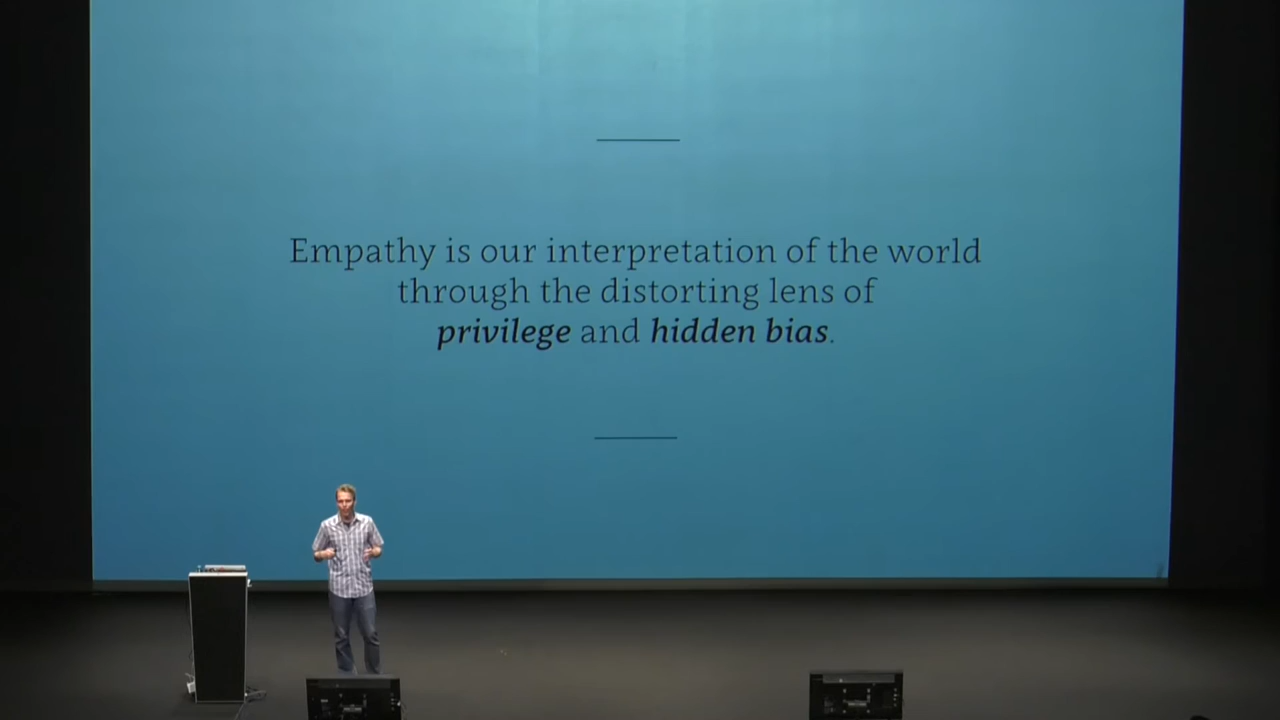 Empathy is our interpretation of the world
through the distorting lens of
privilege and hidden bias.